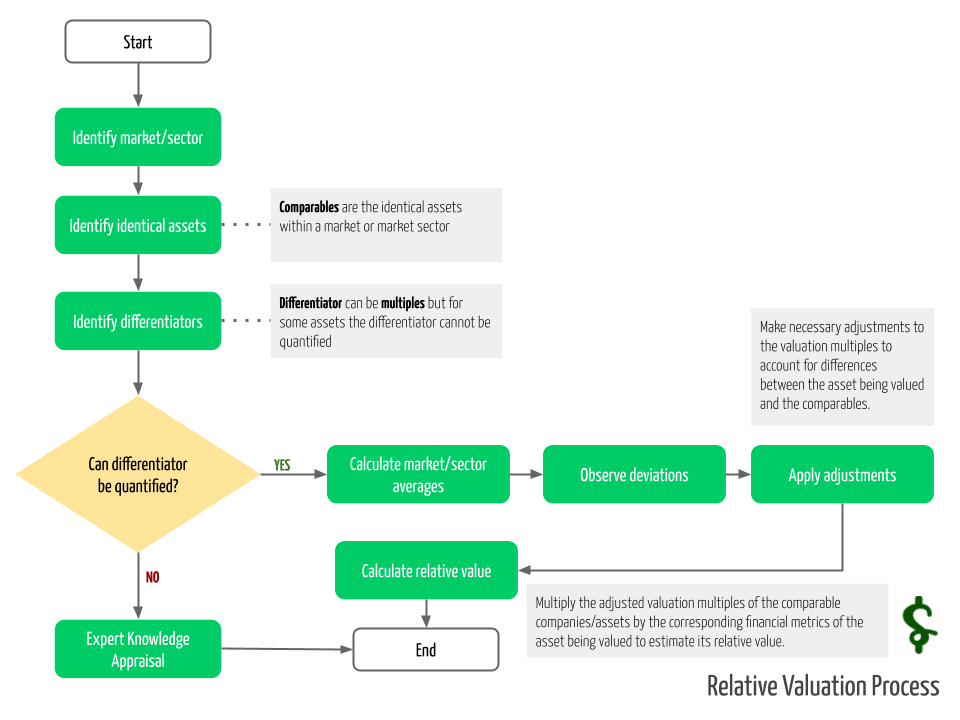 Start
Identify market/sector
Identify identical assets
Comparables are the identical assets
within a market or market sector
Identify differentiators
Differentiator can be multiples but for
some assets the differentiator cannot be
quantified
Make necessary adjustments to
the valuation multiples to
account for differences
between the asset being valued
and the comparables.
Can differentiator
be quantified?
YES
Calculate market/sector
averages
Observe deviations
Apply adjustments
Calculate relative value
NO
Multiply the adjusted valuation multiples of the comparable
companies/assets by the corresponding financial metrics of the
asset being valued to estimate its relative value.
Expert Knowledge
Appraisal
End
Relative Valuation Process